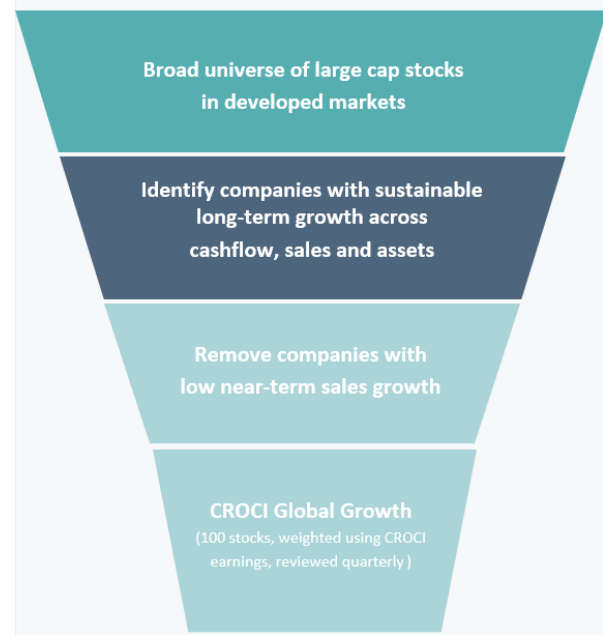 Broad universe of large cap stocks
in developed markets
Identify companies with sustainable
long-term growth across
cashflow, sales and assets
Remove companies with
low near-term sales growth
CROCI Global Growth
(100 stocks, weighted using CROCI
earnings, reviewed quarterly )